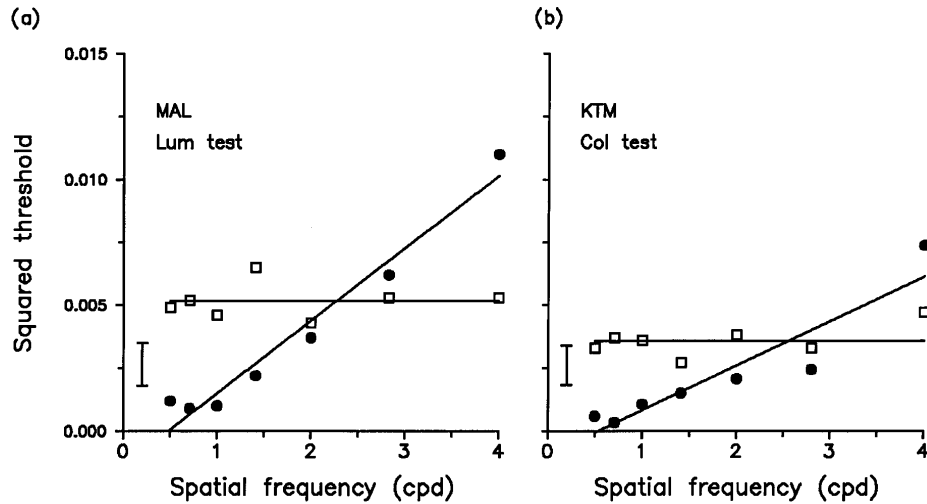 (a)
(b)
0.015
0.010
0.005
0.000
Squared threshold
MAL
Lum test
0 1 2 3 4
Spatial frequency (cpd)
KTM
Col test
0 1 2 3 4
Spatial frequency (cpd)